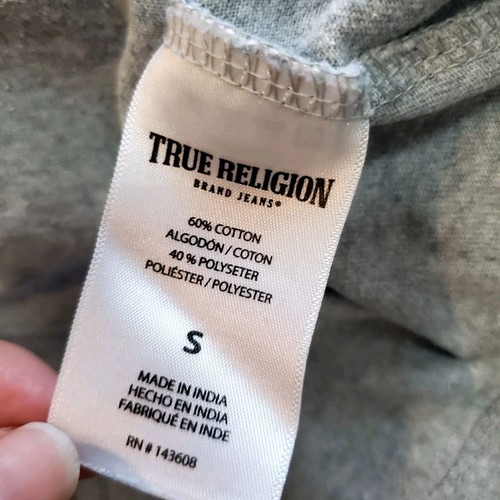 TRUE RELIGION
BRAND JEANS®
60% COTTON
ALGODÓN / COTON
40 % POLYSETER
POLIÉSTER / POLYESTER
S
MADE IN INDIA
HECHO EN INDIA
FABRIQUÉ EN INDE
RN # 143608